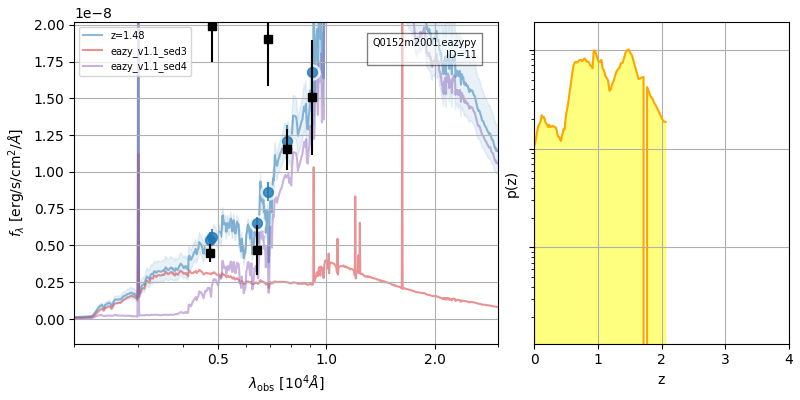 1e−8
z=1.48
eazy_v1.1_sed3
eazy_v1.1_sed4
Q0152m2001.eazypy
ID=11
2.00
1.75
1.50
1.25
1.00
0.75
0.50
0.25
0.00
f_λ [erg/s/cm²/Å]
0.5
1.0
2.0
λ_obs [10⁴Å]
p(z)
0
1
2
3
4
z